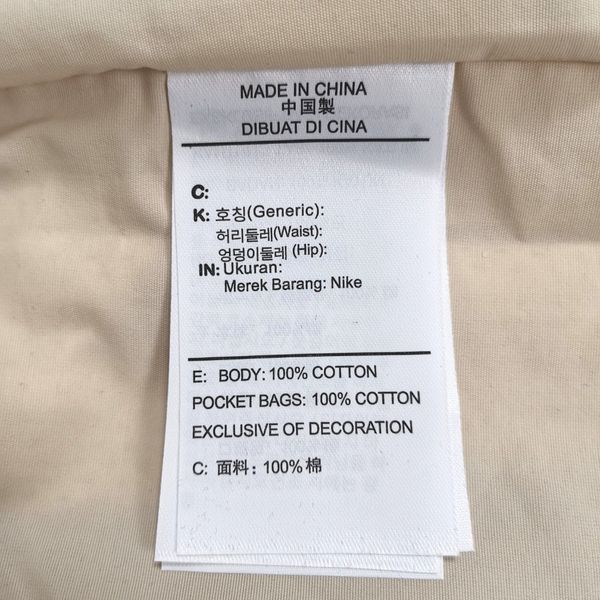 MADE IN CHINA
中国製
DIBUAT DI CINA
C:
K: 호칭(Generic):
허리둘레(Waist):
엉덩이둘레 (Hip):
IN: Ukuran:
Merek Barang: Nike
E: BODY: 100% COTTON
POCKET BAGS: 100% COTTON
EXCLUSIVE OF DECORATION
C: 面料: 100% 棉